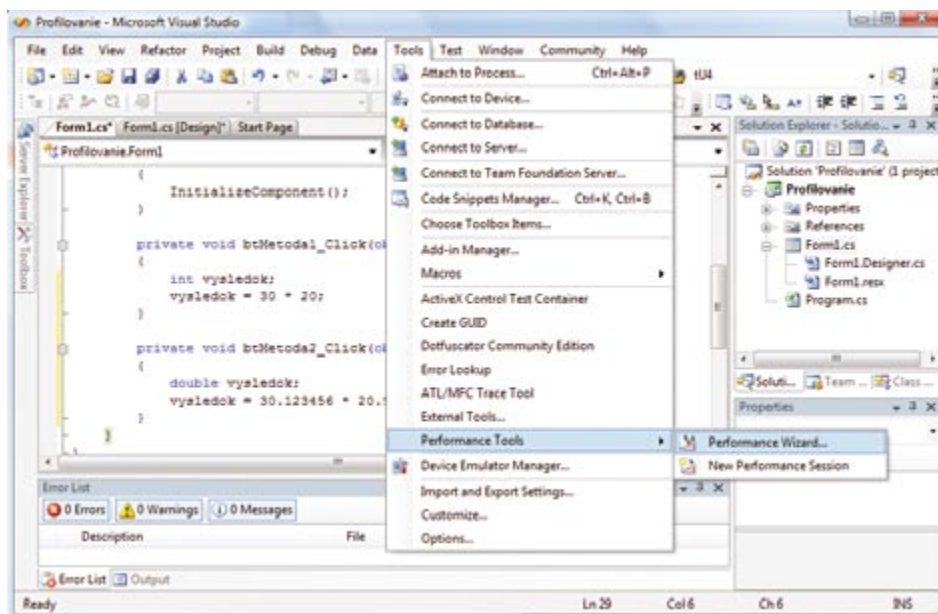 Profilovanie - Microsoft Visual Studio
File Edit View Refactor Project Build Debug Data Tools Test Window Community Help
tU4
Form1.cs* Form1.cs [Design]* Start Page
Profilovanie.Form1
Server Explorer
Toolbox
{
InitializeComponent();
}
private void btMetoda1_Click(
{
int vysledok;
vysledok = 30 * 20;
}
private void btMetoda2_Click(
{
double vysledok;
vysledok = 30.123456 * 20.
}
}
Attach to Process... Ctrl+Alt+P
Connect to Device...
Connect to Database...
Connect to Server...
Connect to Team Foundation Server...
Code Snippets Manager... Ctrl+K, Ctrl+B
Choose Toolbox Items...
Add-in Manager...
Macros
ActiveX Control Test Container
Create GUID
Dotfuscator Community Edition
Error Lookup
ATL/MFC Trace Tool
External Tools...
Performance Tools
Device Emulator Manager...
Import and Export Settings...
Customize...
Options...
Performance Wizard...
New Performance Session
Solution Explorer - Solutio...
Solution 'Profilovanie' (1 project
Profilovanie
Properties
References
Form1.cs
Form1.Designer.cs
Form1.resx
Program.cs
Soluti... Team ... Class ...
Properties
Error List
0 Errors 0 Warnings 0 Messages
Description File
Error List Output
Ready Ln 29 Col 6 Ch 6 INS